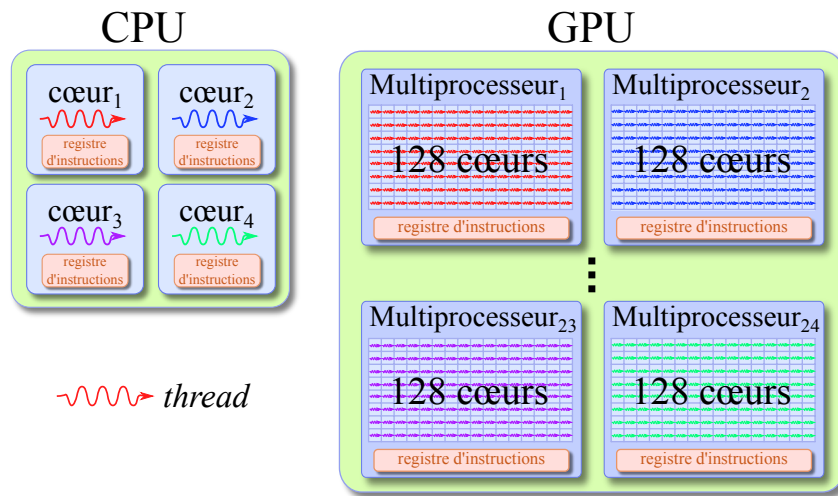 CPU
cœur1
registre
d'instructions
cœur2
registre
d'instructions
cœur3
registre
d'instructions
cœur4
registre
d'instructions
thread
GPU
Multiprocesseur1
128 cœurs
registre d'instructions
Multiprocesseur2
128 cœurs
registre d'instructions
Multiprocesseur23
128 cœurs
registre d'instructions
Multiprocesseur24
128 cœurs
registre d'instructions